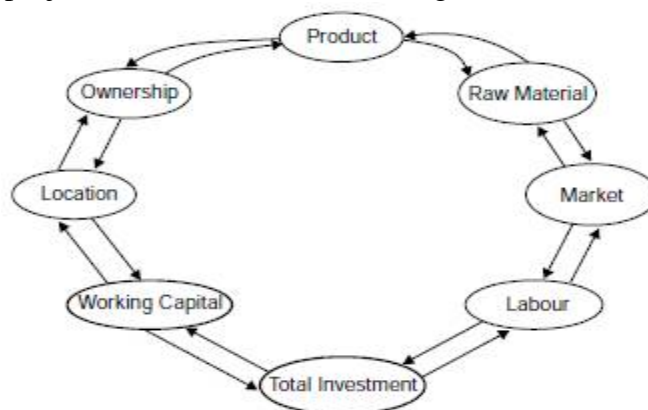 Product
Ownership
Raw Material
Location
Market
Working Capital
Labour
Total Investment